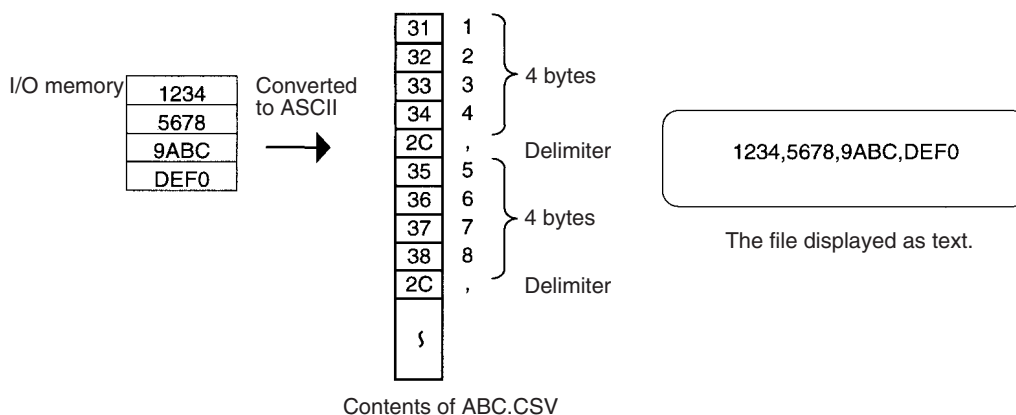 I/O memory
1234
5678
9ABC
DEF0
Converted
to ASCII
31 1
32 2
33 3
34 4
2C ,
35 5
36 6
37 7
38 8
2C ,
4 bytes
Delimiter
4 bytes
Delimiter
Contents of ABC.CSV
1234,5678,9ABC,DEF0
The file displayed as text.